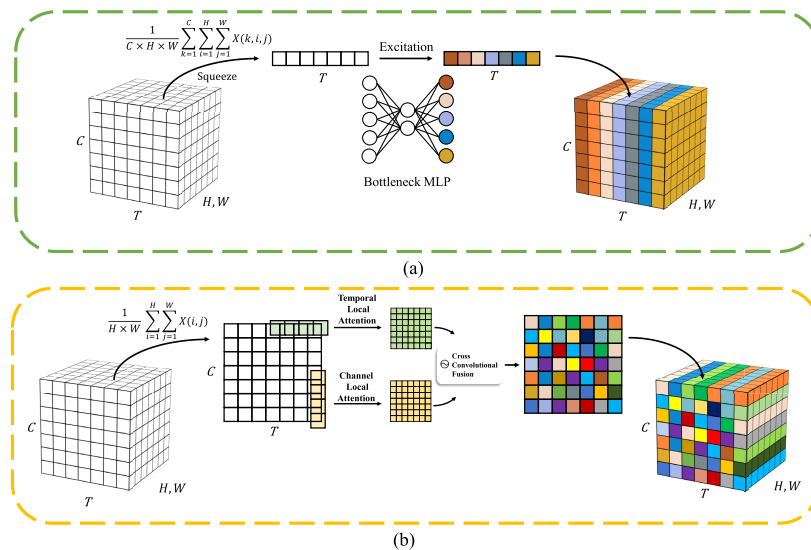 1/(C × H × W) ∑_{k=1}^{C} ∑_{i=1}^{H} ∑_{j=1}^{W} X(k, i, j)
Squeeze
T
Excitation
T
Bottleneck MLP
C
T
H, W
C
T
H, W
(a)
1/(H × W) ∑_{i=1}^{H} ∑_{j=1}^{W} X(i, j)
C
T
H, W
C
T
Temporal
Local
Attention
Channel
Local
Attention
Cross
Convolutional
Fusion
C
T
H, W
(b)